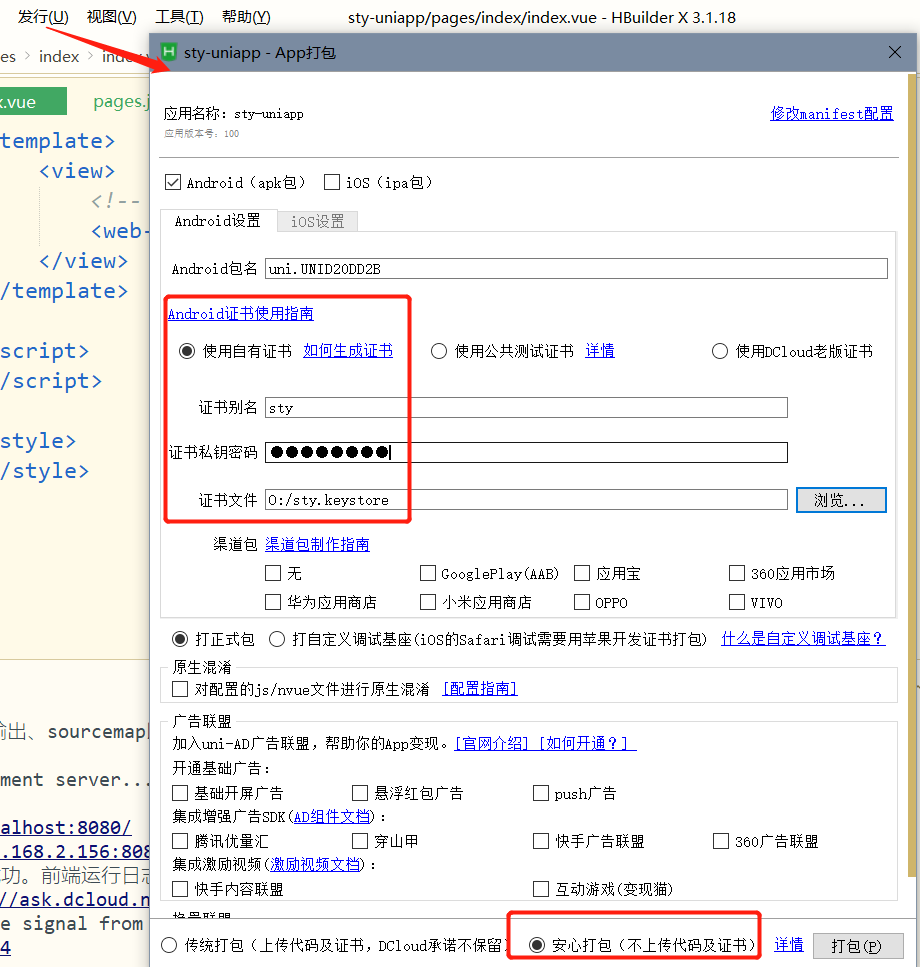 发行(U) 视图(V) 工具(T) 帮助(Y) sty-uniapp/pages/index/index.vue - HBuilder X 3.1.18
es > index > index.v
sty-uniapp - App打包
x.vue pages.j
应用名称: sty-uniapp 修改manifest配置
应用版本号: 100
template>
<view>
<!--
<web-
</view>
/template>
script>
/script>
style>
/style>
Android（apk包） iOS（ipa包）
Android设置 iOS设置
Android包名 uni.UNID20DD2B
Android证书使用指南
使用自有证书 如何生成证书 使用公共测试证书 详情 使用DCloud老版证书
证书别名 sty
证书私钥密码 ●●●●●●●●
证书文件 O:/sty.keystore 浏览...
渠道包 渠道包制作指南
无 GooglePlay(AAB) 应用宝 360应用市场
华为应用商店 小米应用商店 OPPO VIVO
打正式包 打自定义调试基座(iOS的Safari调试需要用苹果开发证书打包) 什么是自定义调试基座？
原生混淆
对配置的js/nvue文件进行原生混淆 [配置指南]
广告联盟
加入uni-AD广告联盟，帮助你的App变现。[官网介绍] [如何开通？]
开通基础广告:
基础开屏广告 悬浮红包广告 push广告
集成增强广告SDK(AD组件文档):
腾讯优量汇 穿山甲 快手广告联盟 360广告联盟
集成激励视频(激励视频文档):
快手内容联盟 互动游戏(变现猫)
输出、sourcemap
ment server...
alhost:8080/
.168.2.156:808
成功。前端运行日志
//ask.dcloud.n
e signal from
4
传统打包（上传代码及证书，DCloud承诺不保留） 安心打包（不上传代码及证书） 详情 打包(P)